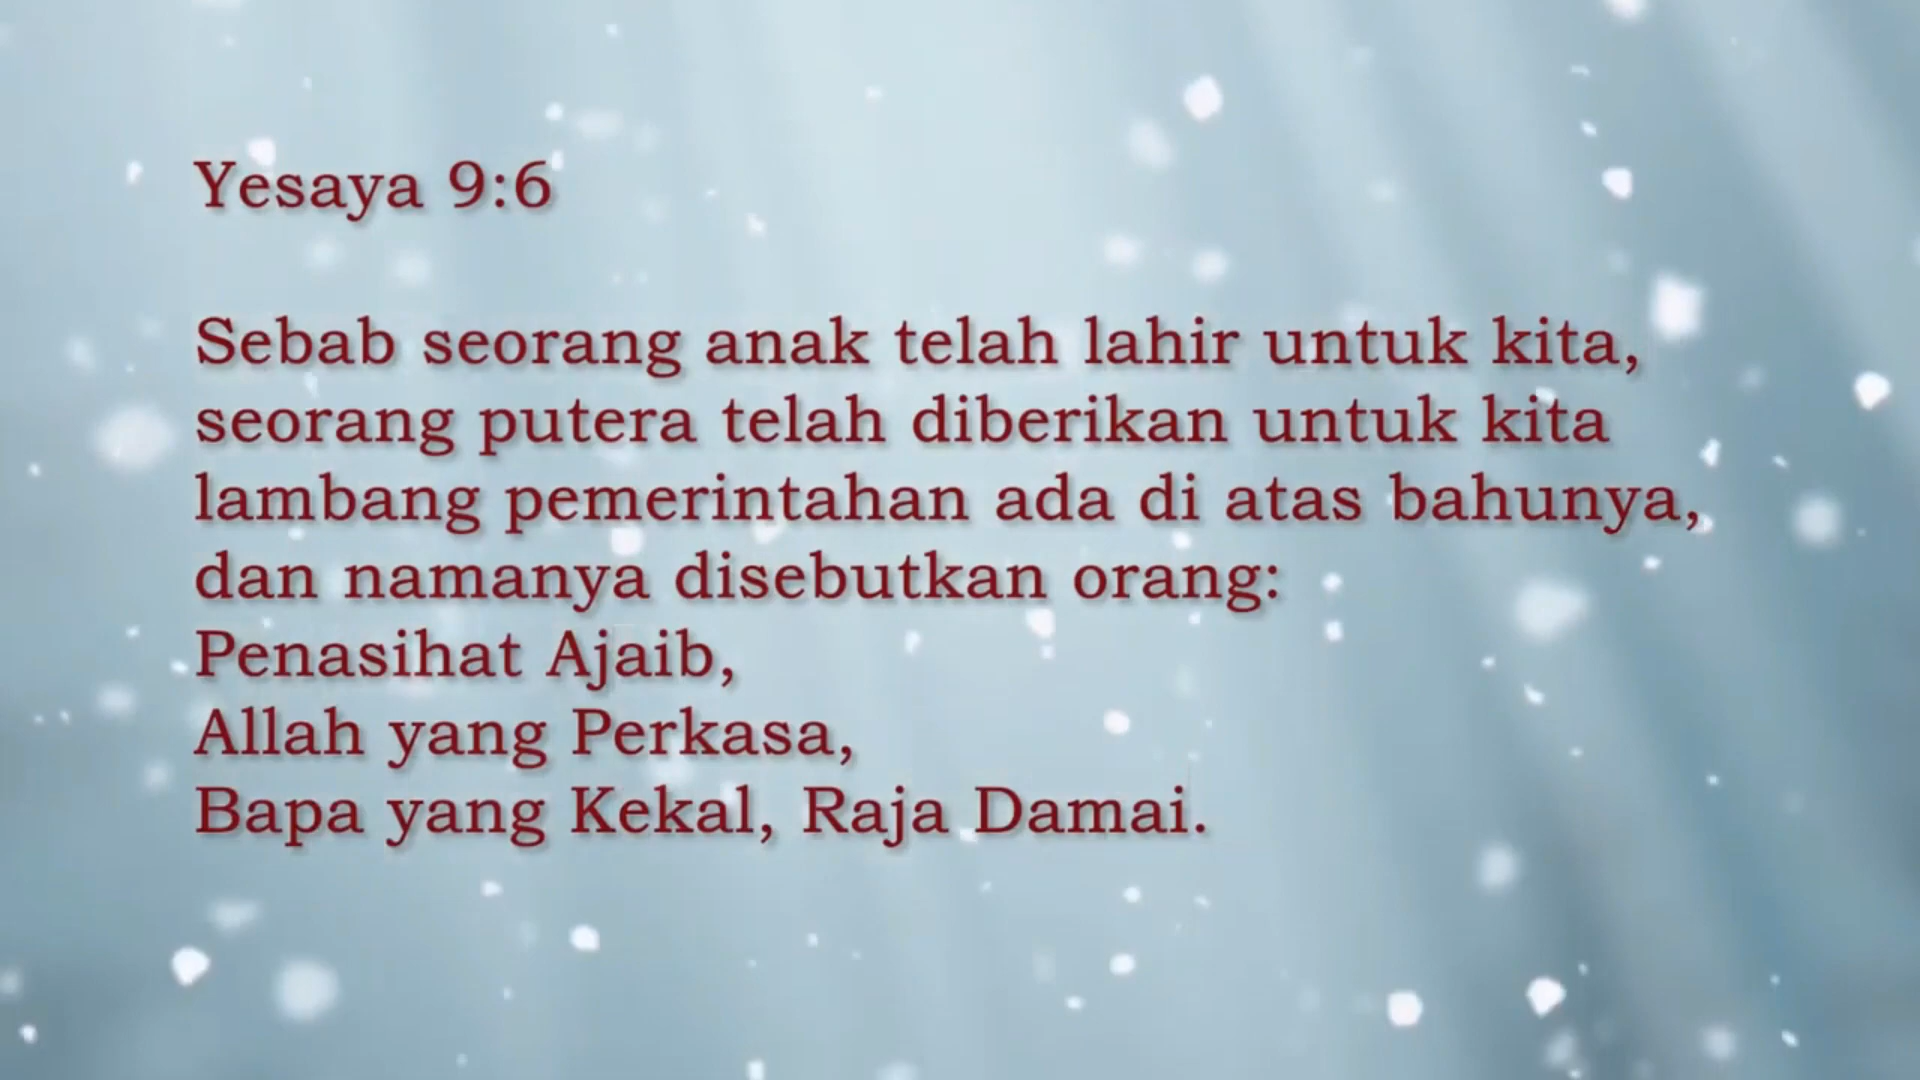 Yesaya 9:6
Sebab seorang anak telah lahir untuk kita,
seorang putera telah diberikan untuk kita
lambang pemerintahan ada di atas bahunya,
dan namanya disebutkan orang:
Penasihat Ajaib,
Allah yang Perkasa,
Bapa yang Kekal, Raja Damai.